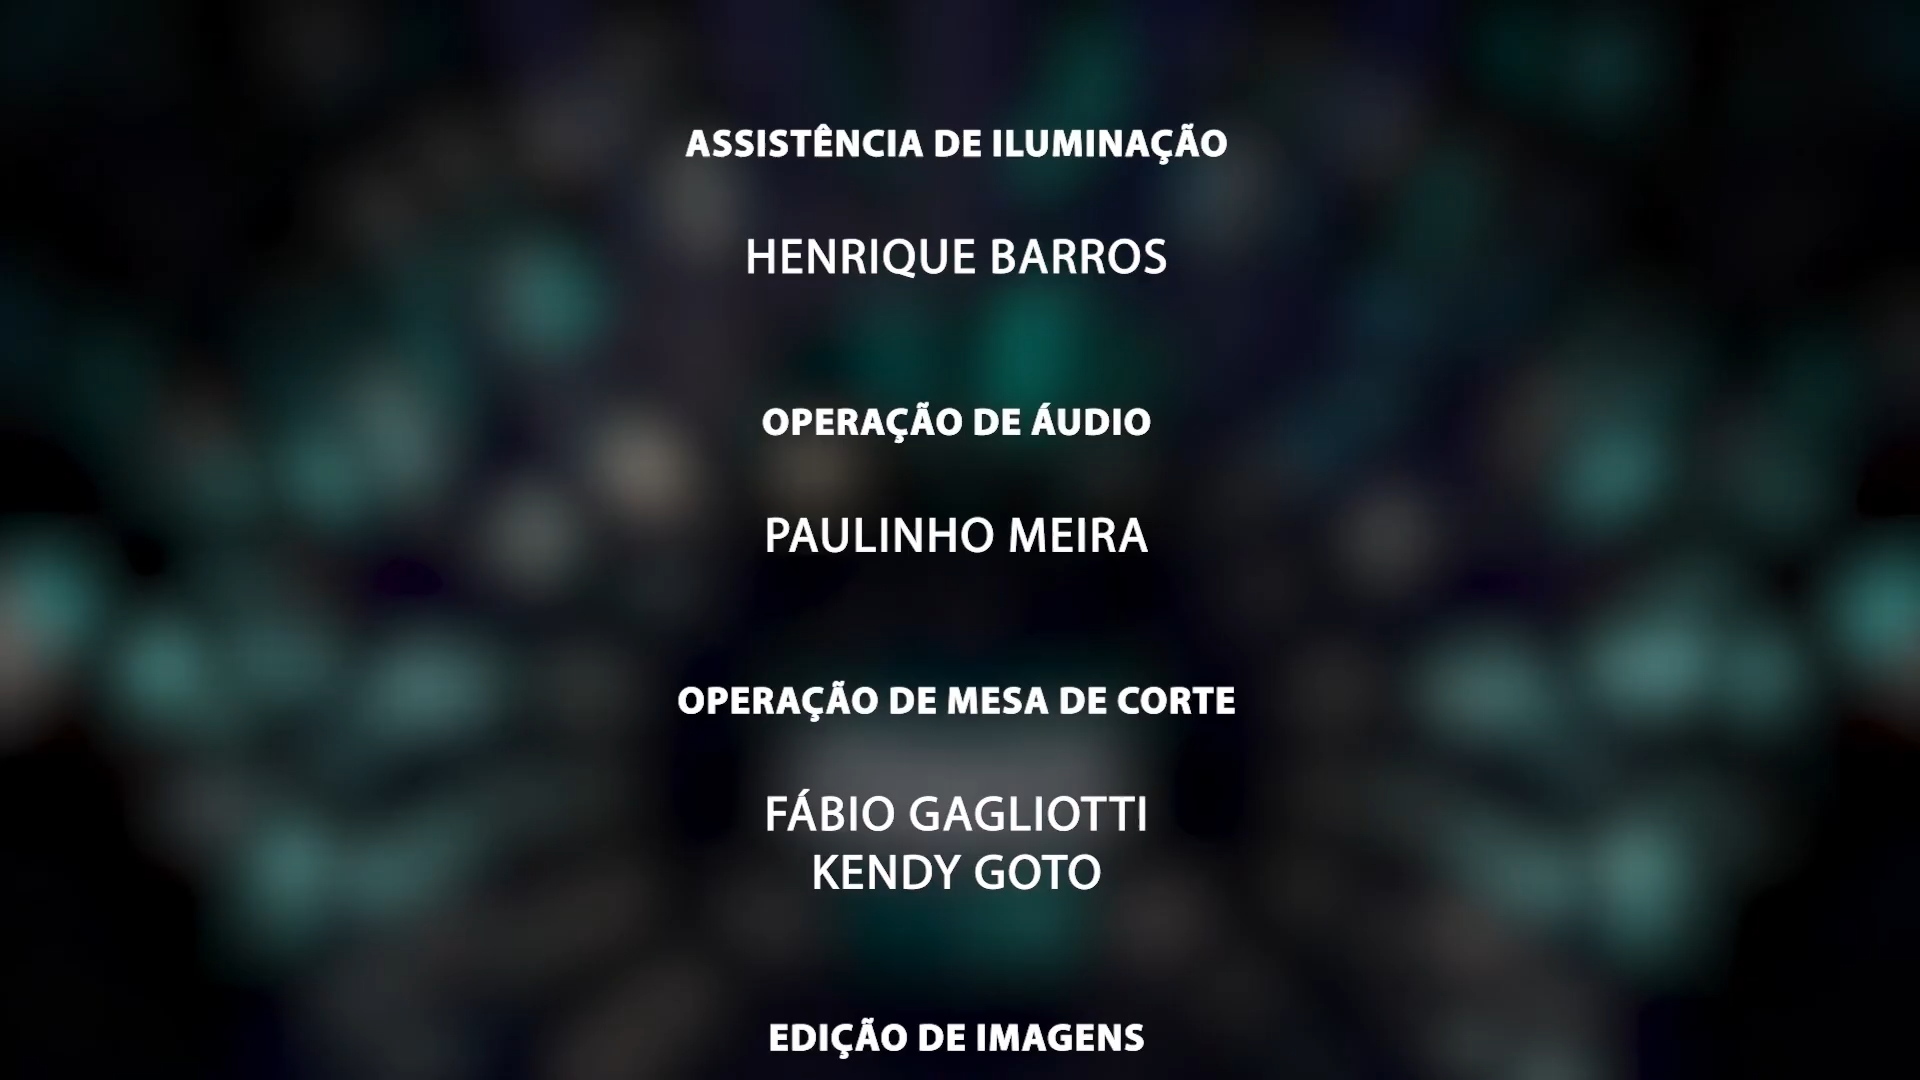 ASSISTÊNCIA DE ILUMINAÇÃO
HENRIQUE BARROS
OPERAÇÃO DE ÁUDIO
PAULINHO MEIRA
OPERAÇÃO DE MESA DE CORTE
FÁBIO GAGLIOTTI
KENDY GOTO
EDIÇÃO DE IMAGENS